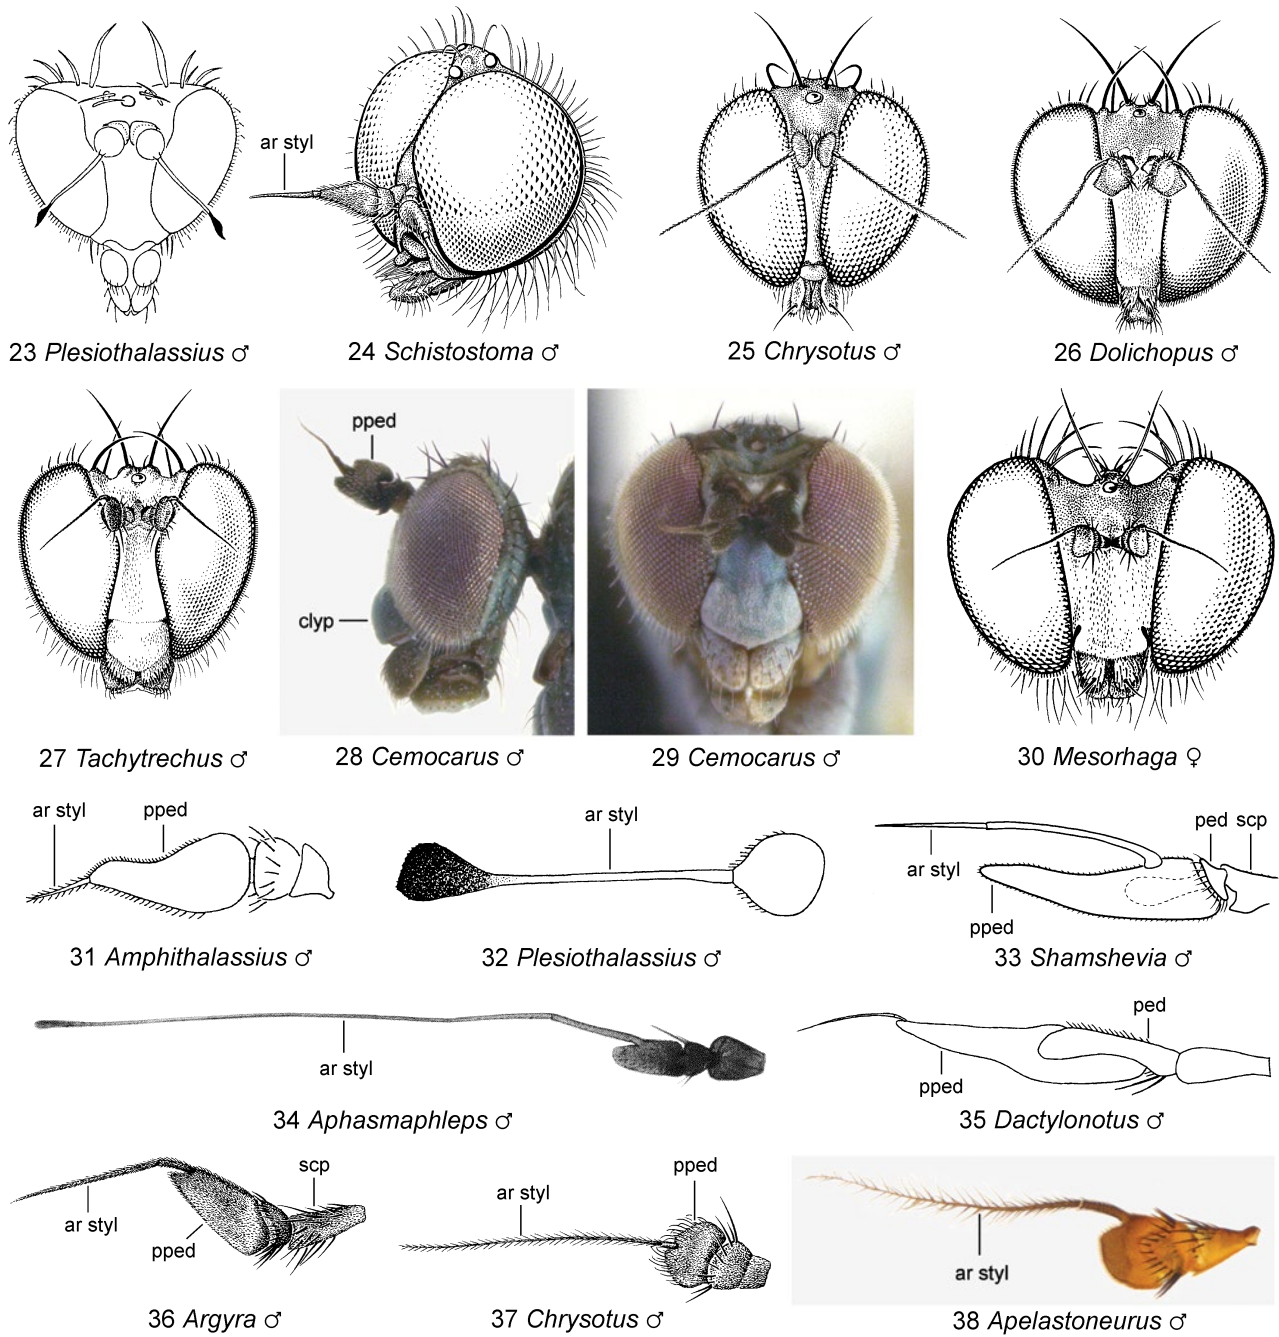 ar styl
23 Plesiothalassius ♂
24 Schistostoma ♂
25 Chrysotus ♂
26 Dolichopus ♂
pped
clyp
27 Tachytrechus ♂
28 Cemocarus ♂
29 Cemocarus ♂
30 Mesorhaga ♀
ar styl
pped
ar styl
ped scp
ar styl
pped
31 Amphithalassius ♂
32 Plesiothalassius ♂
33 Shamshevia ♂
ar styl
ped
pped
34 Aphasmaphleps ♂
35 Dactylonotus ♂
scp
ar styl
pped
pped
ar styl
ar styl
36 Argyra ♂
37 Chrysotus ♂
38 Apelastoneurus ♂